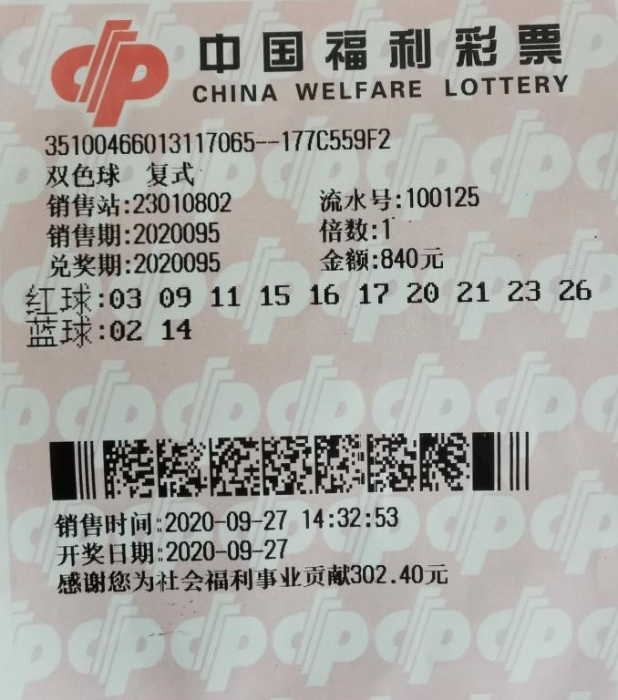 中国福利彩票
CHINA WELFARE LOTTERY
35100466013117065--177C559F2
双色球 复式
销售站:23010802 流水号:100125
销售期:2020095 倍数:1
兑奖期:2020095 金额:840元
红球:03 09 11 15 16 17 20 21 23 26
蓝球:02 14
销售时间:2020-09-27 14:32:53
开奖日期:2020-09-27
感谢您为社会福利事业贡献302.40元